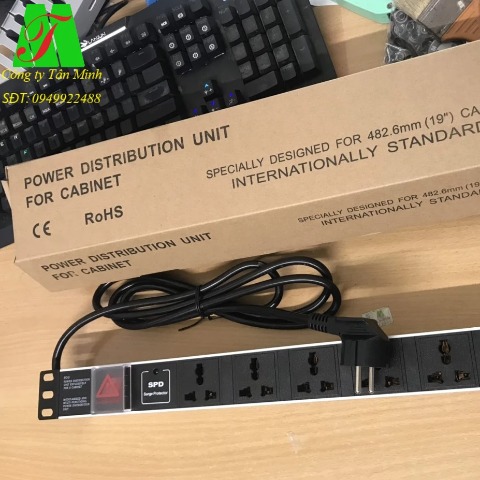 Công ty Tân Minh
SĐT: 0949922488
POWER DISTRIBUTION UNIT
FOR CABINET
CE RoHS
SPECIALLY DESIGNED FOR 482.6mm (19") CA
INTERNATIONALLY STANDARD
POWER DISTRIBUTION UNIT
FOR CABINET
SPECIALLY DESIGNED FOR 482.6mm (19")
INTERNATIONALLY STANDAR
SPD
Surge Protector